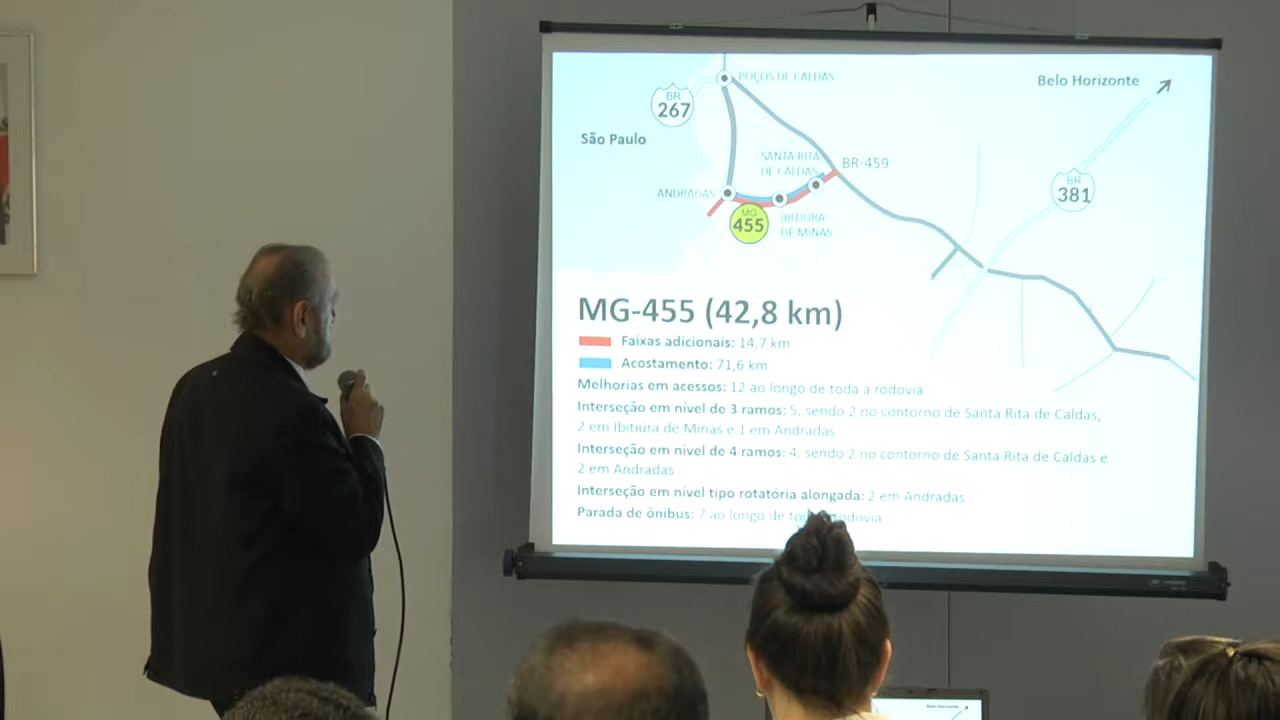 POÇOS DE CALDAS
Belo Horizonte
BR
267
São Paulo
SANTA RITA
DE CALDAS
BR-459
BR
381
ANDRADAS
MG
455
IBITIÚRA
DE MINAS
MG-455 (42,8 km)
Faixas adicionais: 14,7 km
Acostamento: 71,6 km
Melhorias em acessos: 12 ao longo de toda a rodovia
Interseção em nível de 3 ramos: 5, sendo 2 no contorno de Santa Rita de Caldas,
2 em Ibitiúra de Minas e 1 em Andradas
Interseção em nível de 4 ramos: 4, sendo 2 no contorno de Santa Rita de Caldas e
2 em Andradas
Interseção em nível tipo rotatória alongada: 2 em Andradas
Parada de ônibus: 7 ao longo de rodovia
Belo Horizonte